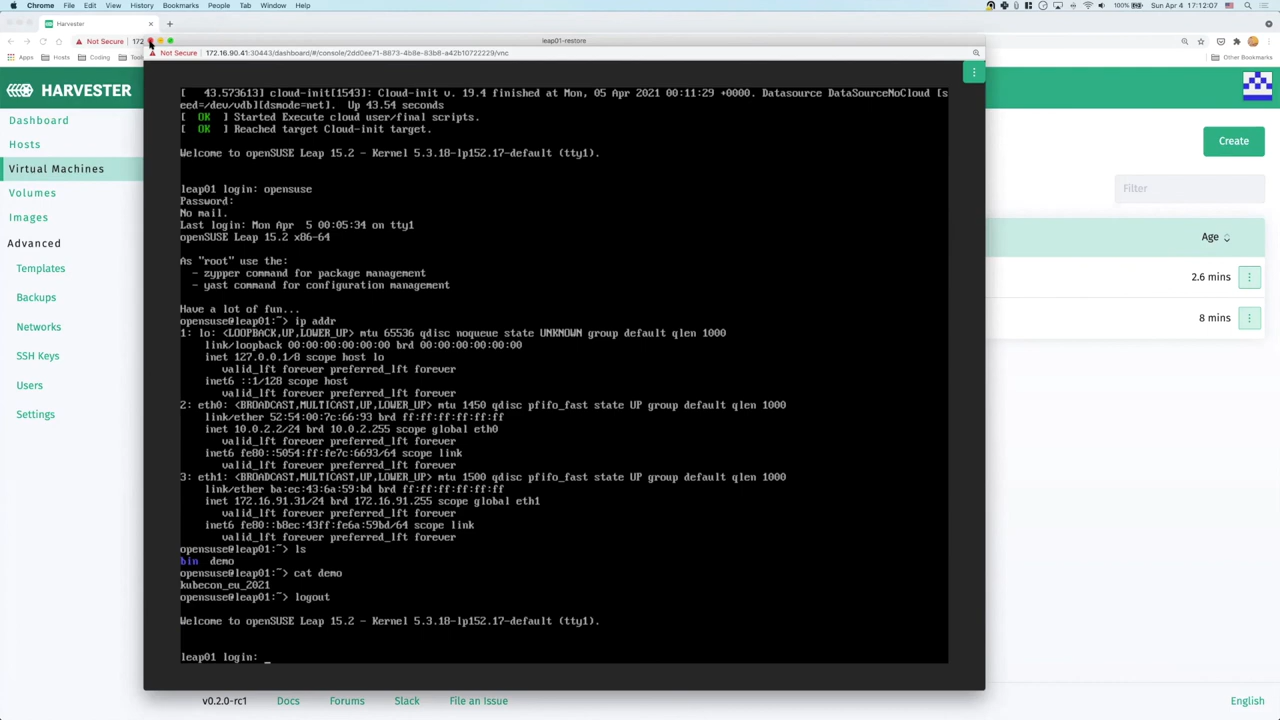 Chrome File Edit View History Bookmarks People Tab Window Help 100% Sun Apr 4 17:12:07
Harvester
Not Secure 172
Apps Hosts Coding Other Bookmarks
leap01-restore
Not Secure 172.16.90.41:30443/dashboard/#/console/2dd0ee71-8873-4b8e-83b8-a42b10722229/vnc
HARVESTER
Dashboard
Hosts
Virtual Machines
Volumes
Images
Advanced
Templates
Backups
Networks
SSH Keys
Users
Settings
[ 43.573613] cloud-init[1543]: Cloud-init v. 19.4 finished at Mon, 05 Apr 2021 00:11:29 +0000. Datasource DataSourceNoCloud [s
eed=/dev/vdb][dsmode=net]. Up 43.54 seconds
[ OK ] Started Execute cloud user/final scripts.
[ OK ] Reached target Cloud-init target.
Welcome to openSUSE Leap 15.2 - Kernel 5.3.18-lp152.17-default (tty1).
leap01 login: opensuse
Password:
No mail.
Last login: Mon Apr 5 00:05:34 on tty1
openSUSE Leap 15.2 x86-64
As "root" use the:
- zypper command for package management
- yast command for configuration management
Have a lot of fun...
opensuse@leap01:~> ip addr
1: lo: <LOOPBACK,UP,LOWER_UP> mtu 65536 qdisc noqueue state UNKNOWN group default qlen 1000
link/loopback 00:00:00:00:00:00 brd 00:00:00:00:00:00
inet 127.0.0.1/8 scope host lo
valid_lft forever preferred_lft forever
inet6 ::1/128 scope host
valid_lft forever preferred_lft forever
2: eth0: <BROADCAST,MULTICAST,UP,LOWER_UP> mtu 1450 qdisc pfifo_fast state UP group default qlen 1000
link/ether 52:54:00:7c:66:93 brd ff:ff:ff:ff:ff:ff
inet 10.0.2.2/24 brd 10.0.2.255 scope global eth0
valid_lft forever preferred_lft forever
inet6 fe80::5054:ff:fe7c:6693/64 scope link
valid_lft forever preferred_lft forever
3: eth1: <BROADCAST,MULTICAST,UP,LOWER_UP> mtu 1500 qdisc pfifo_fast state UP group default qlen 1000
link/ether ba:ec:43:6a:59:bd brd ff:ff:ff:ff:ff:ff
inet 172.16.91.31/24 brd 172.16.91.255 scope global eth1
valid_lft forever preferred_lft forever
inet6 fe80::b8ec:43ff:fe6a:59bd/64 scope link
valid_lft forever preferred_lft forever
opensuse@leap01:~> ls
bin demo
opensuse@leap01:~> cat demo
kubecon_eu_2021
opensuse@leap01:~> logout
Welcome to openSUSE Leap 15.2 - Kernel 5.3.18-lp152.17-default (tty1).
leap01 login: _
Create
Filter
Age
2.6 mins
8 mins
v0.2.0-rc1 Docs Forums Slack File an Issue English